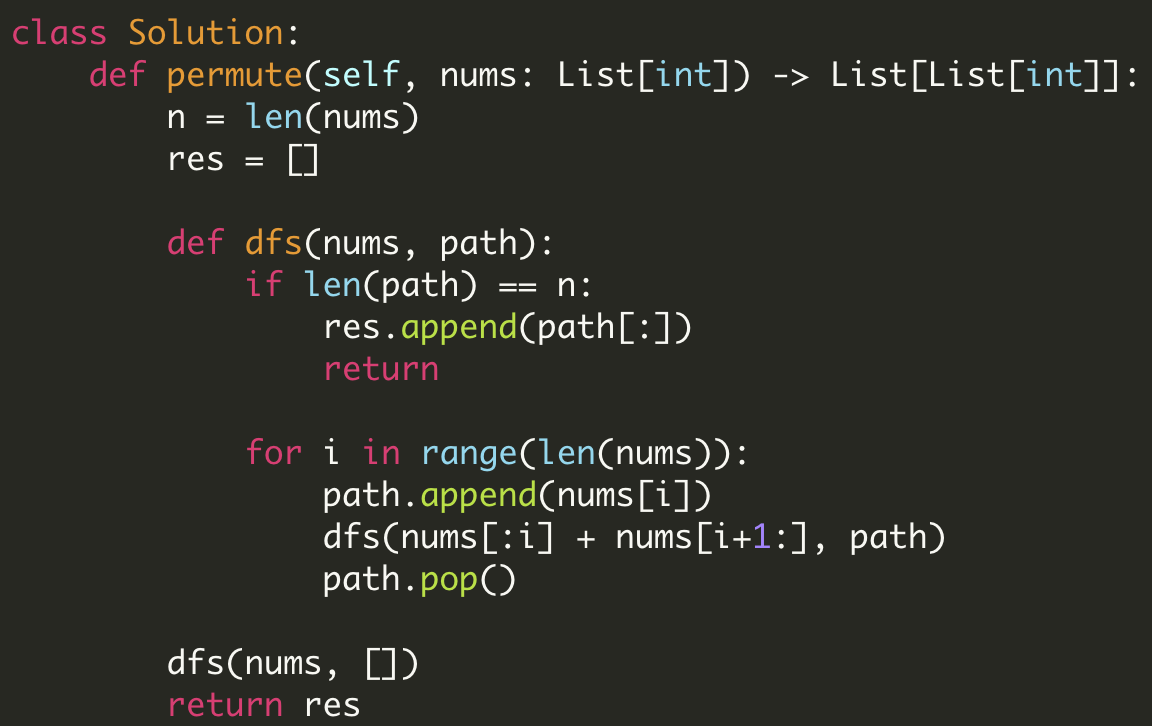 class Solution:
    def permute(self, nums: List[int]) -> List[List[int]]:
        n = len(nums)
        res = []

        def dfs(nums, path):
            if len(path) == n:
                res.append(path[:])
                return

            for i in range(len(nums)):
                path.append(nums[i])
                dfs(nums[:i] + nums[i+1:], path)
                path.pop()

        dfs(nums, [])
        return res